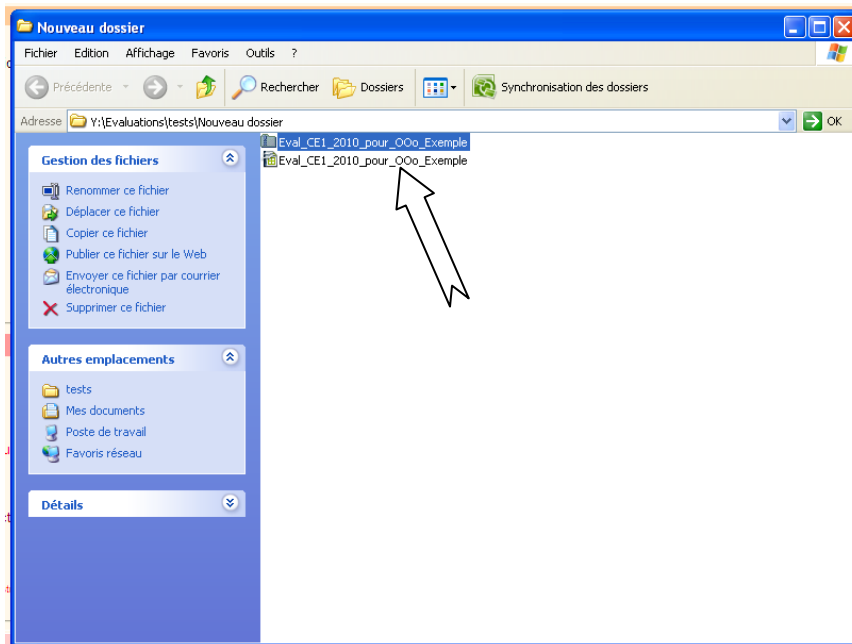 Nouveau dossier
Fichier Edition Affichage Favoris Outils ?
Précédente Rechercher Dossiers Synchronisation des dossiers
Adresse Y:\Evaluations\tests\Nouveau dossier OK
Gestion des fichiers
Renommer ce fichier
Déplacer ce fichier
Copier ce fichier
Publier ce fichier sur le Web
Envoyer ce fichier par courrier
électronique
Supprimer ce fichier
Autres emplacements
tests
Mes documents
Poste de travail
Favoris réseau
Détails
Eval_CE1_2010_pour_OOo_Exemple
Eval_CE1_2010_pour_OOo_Exemple